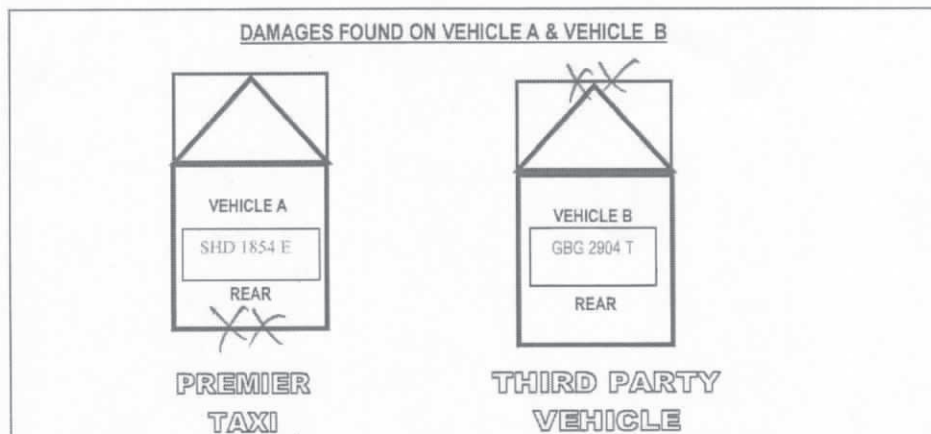 DAMAGES FOUND ON VEHICLE A & VEHICLE B
VEHICLE A
SHD 1854 E
REAR
PREMIER
TAXI
VEHICLE B
GBG 2904 T
REAR
THIRD PARTY
VEHICLE